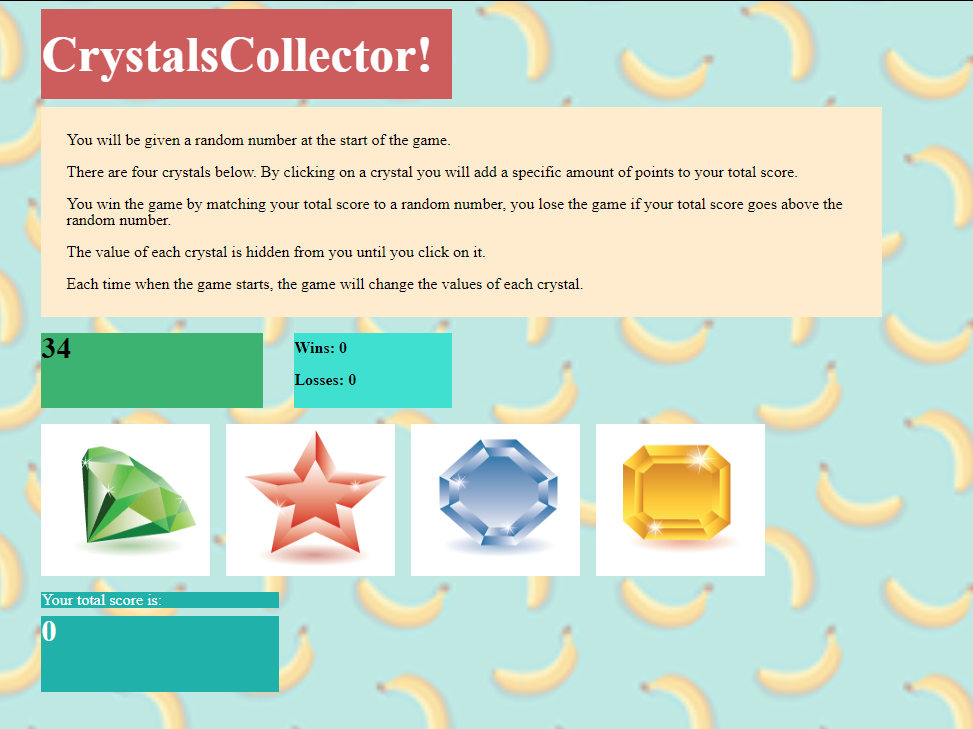 CrystalsCollector!
You will be given a random number at the start of the game.
There are four crystals below. By clicking on a crystal you will add a specific amount of points to your total score.
You win the game by matching your total score to a random number, you lose the game if your total score goes above the
random number.
The value of each crystal is hidden from you until you click on it.
Each time when the game starts, the game will change the values of each crystal.
34
Wins: 0
Losses: 0
Your total score is:
0